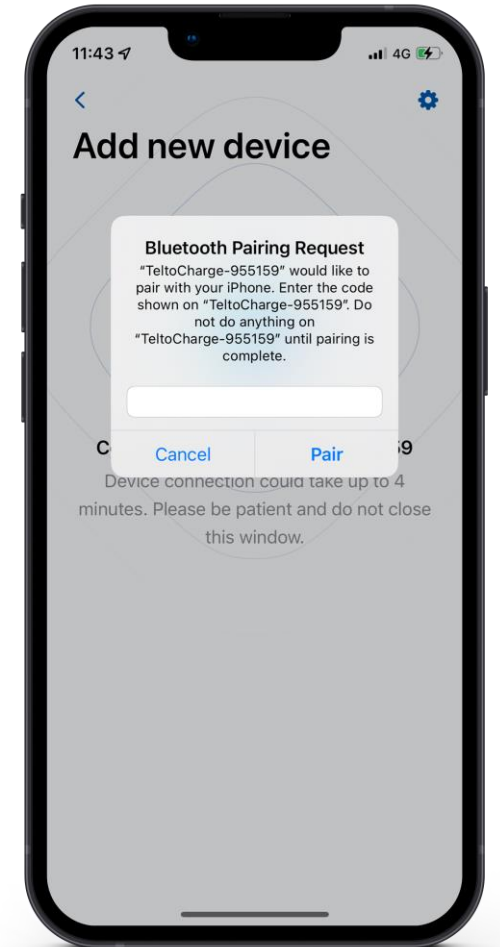 11:43
4G
Add new device
Bluetooth Pairing Request
"TeltoCharge-955159" would like to
pair with your iPhone. Enter the code
shown on "TeltoCharge-955159". Do
not do anything on
"TeltoCharge-955159" until pairing is
complete.
Cancel Pair
Device connection could take up to 4
minutes. Please be patient and do not close
this window.